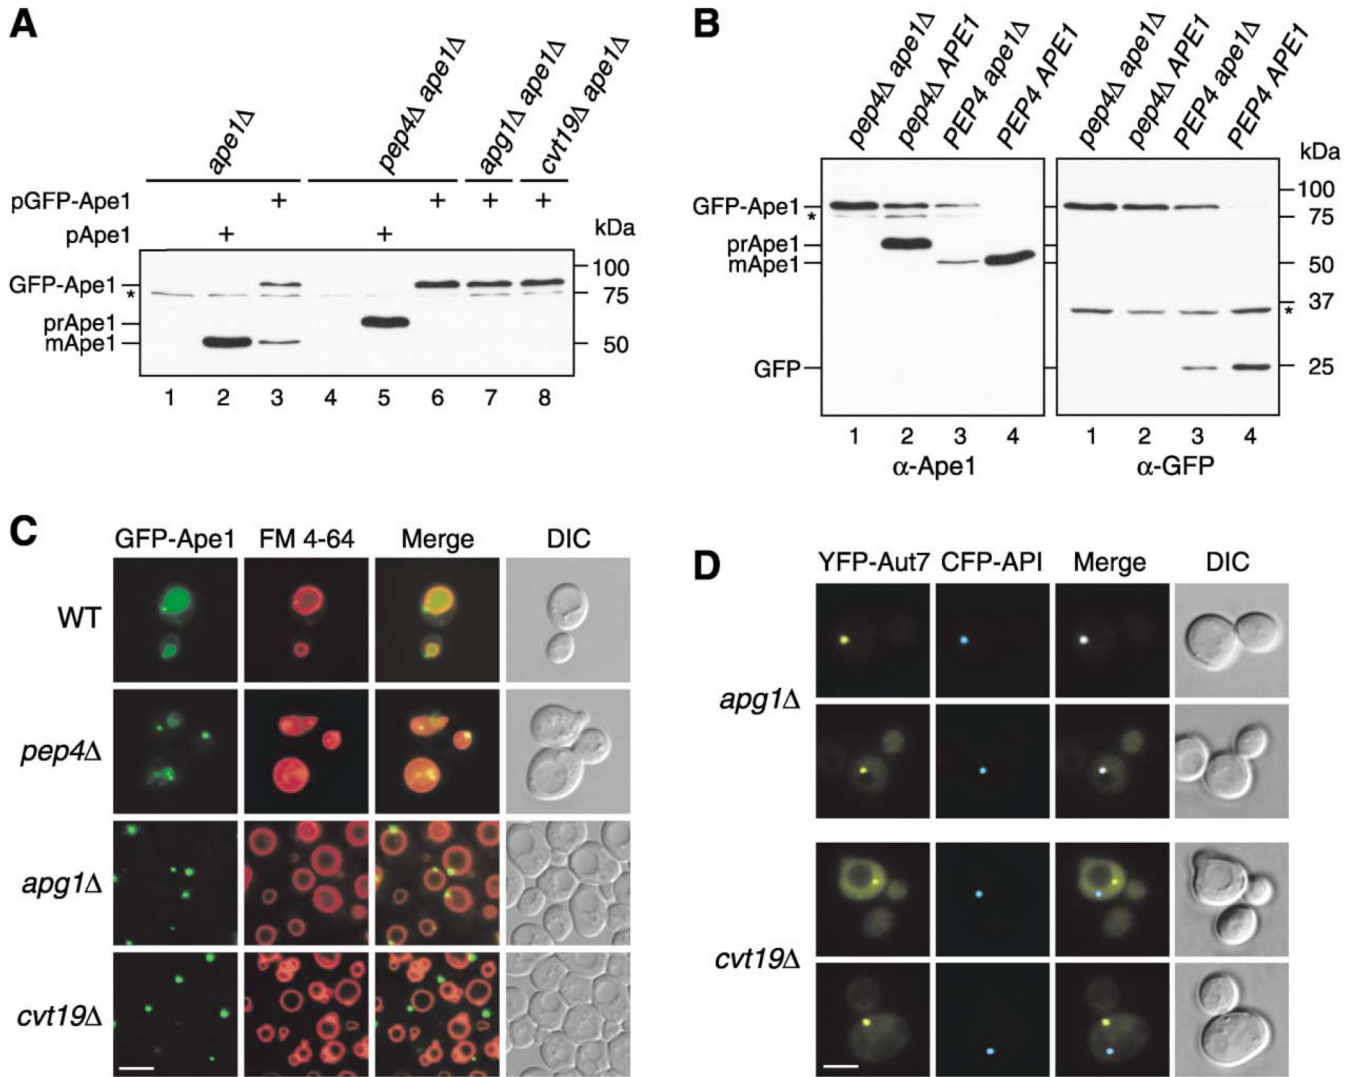 A
ape1Δ
pep4Δ ape1Δ
apg1Δ ape1Δ
cvt19Δ ape1Δ
pGFP-Ape1 + + + +
pApe1 + +
kDa
GFP-Ape1
*
prApe1
mApe1
100
75
50
1 2 3 4 5 6 7 8
B
pep4Δ ape1Δ
pep4Δ APE1
PEP4 ape1Δ
PEP4 APE1
pep4Δ ape1Δ
pep4Δ APE1
PEP4 ape1Δ
PEP4 APE1
kDa
GFP-Ape1
*
prApe1
mApe1
GFP
100
75
50
37
*
25
1 2 3 4 1 2 3 4
α-Ape1 α-GFP
C
GFP-Ape1 FM 4-64 Merge DIC
WT
pep4Δ
apg1Δ
cvt19Δ
D
YFP-Aut7 CFP-API Merge DIC
apg1Δ
cvt19Δ